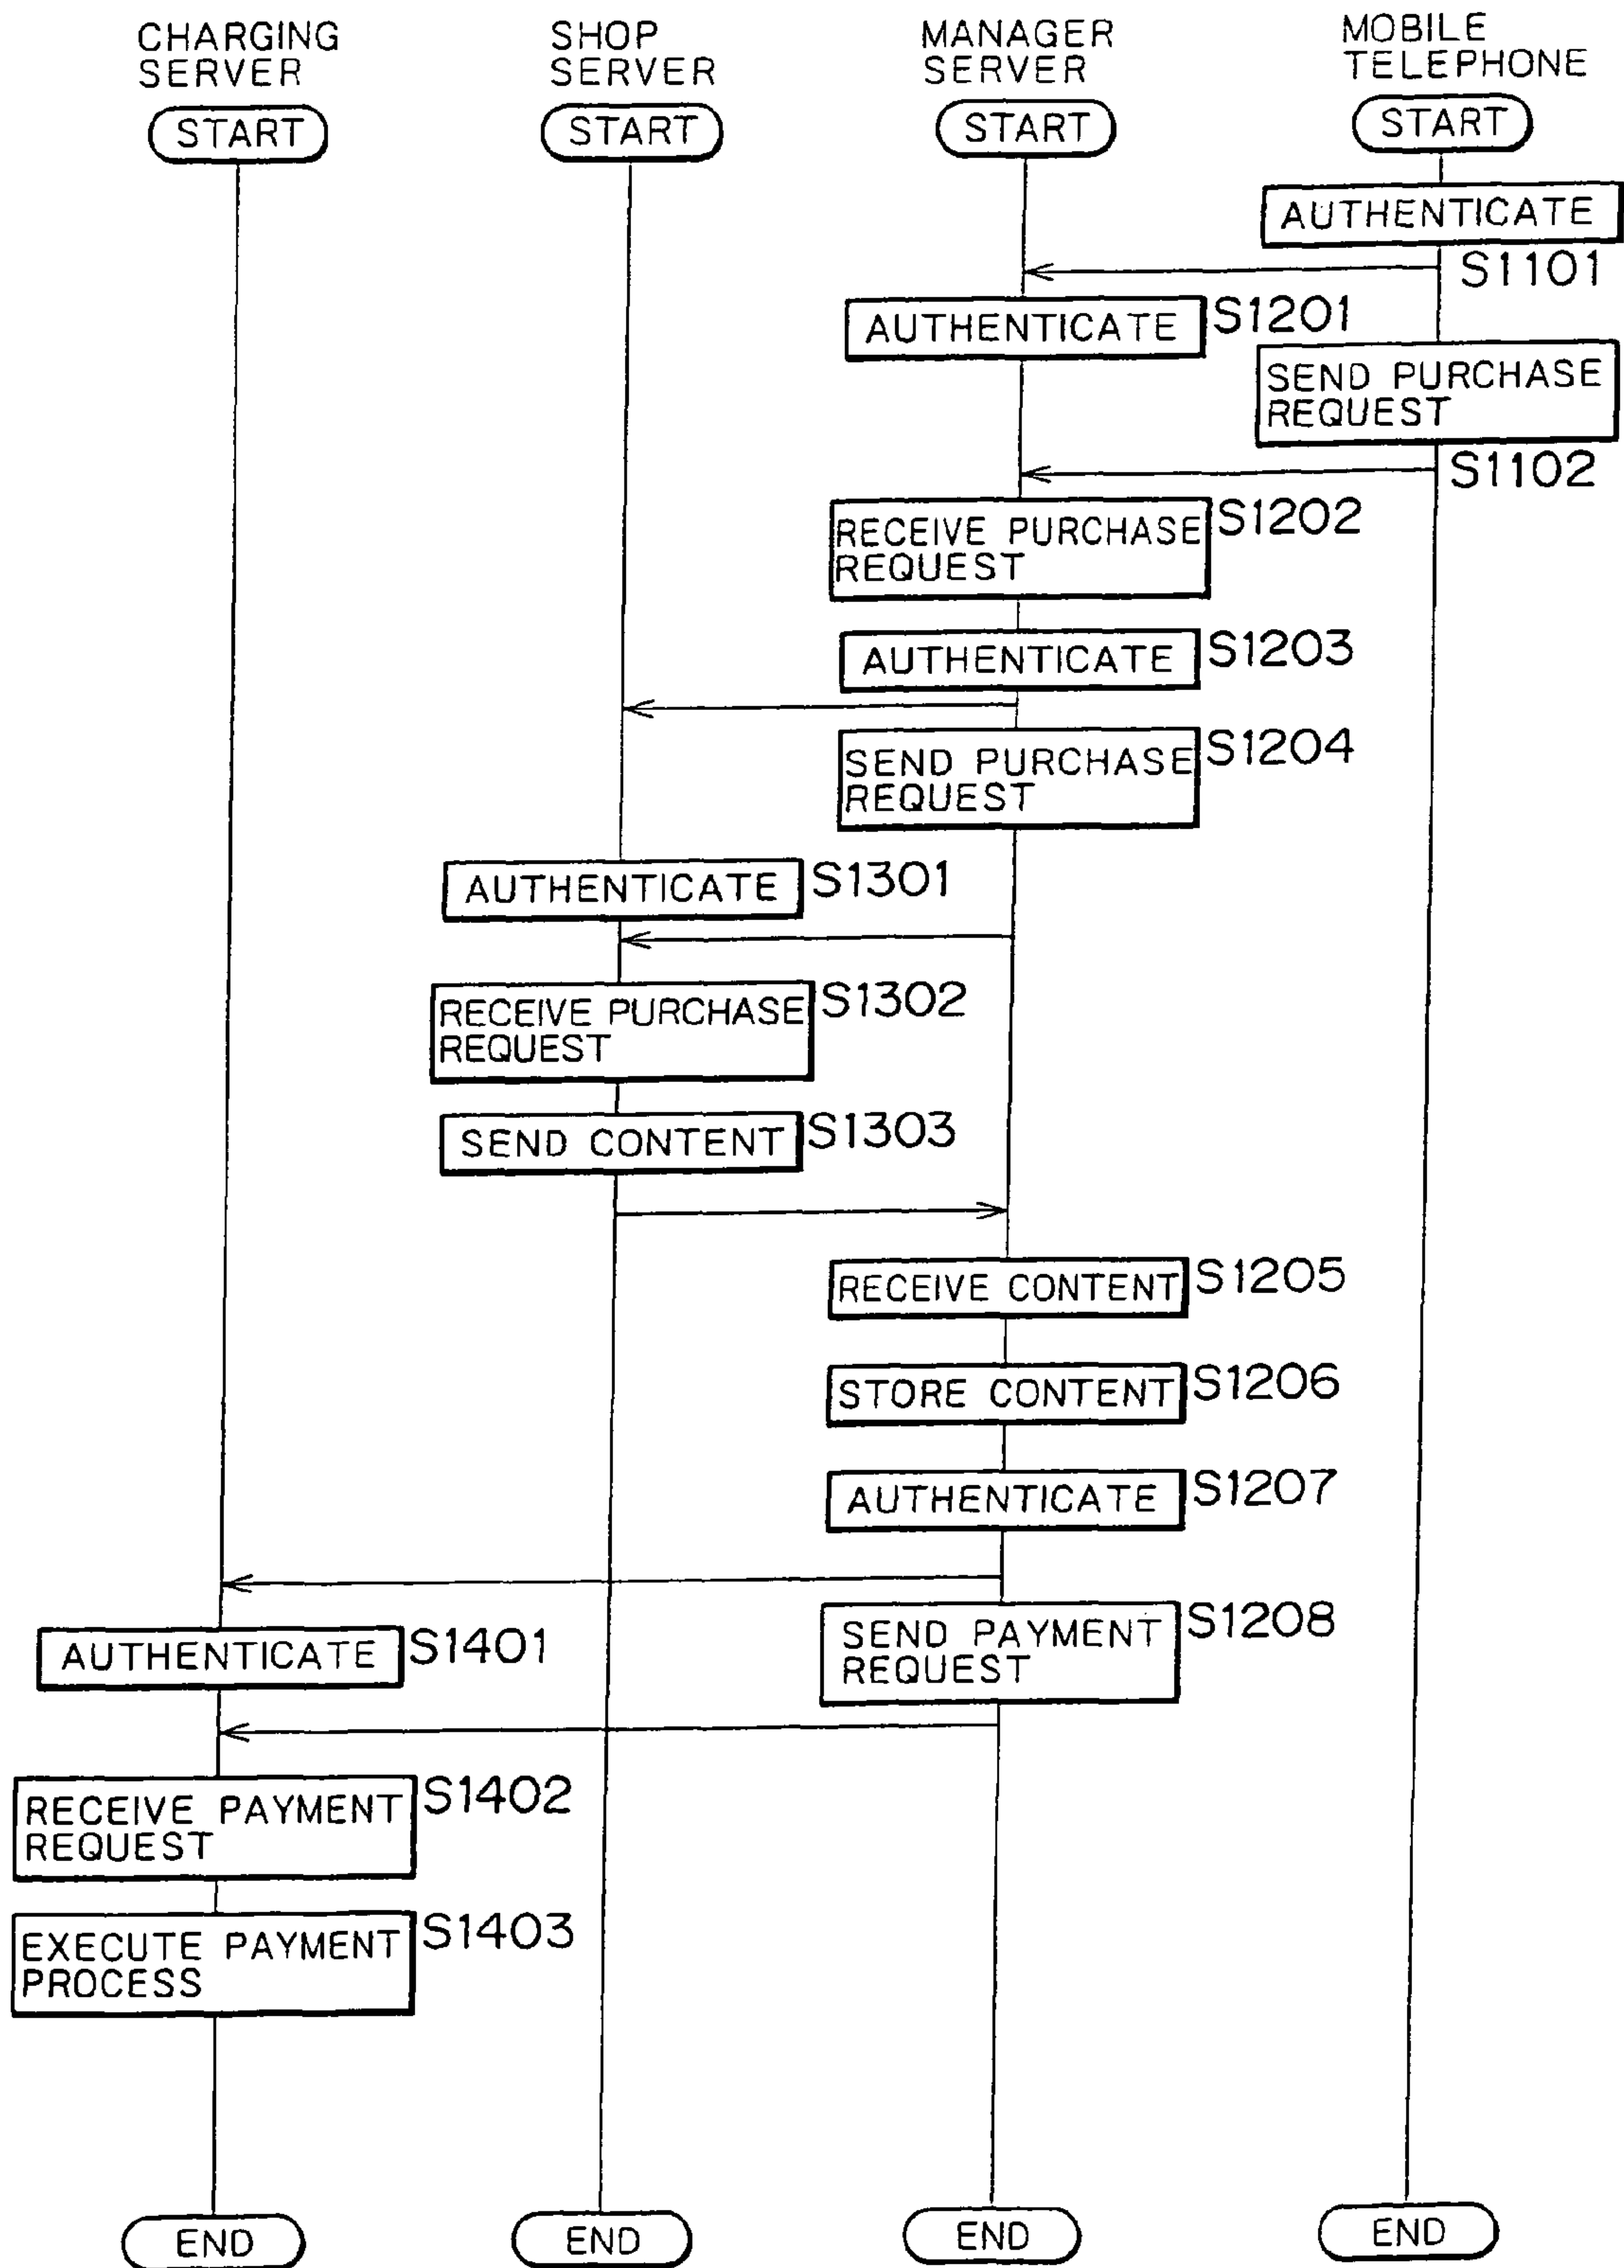 CHARGING
SERVER
SHOP
SERVER
MANAGER
SERVER
MOBILE
TELEPHONE
START
START
START
START
AUTHENTICATE
S1101
AUTHENTICATE
S1201
SEND PURCHASE
REQUEST
S1102
RECEIVE PURCHASE
REQUEST
S1202
AUTHENTICATE
S1203
SEND PURCHASE
REQUEST
S1204
AUTHENTICATE
S1301
RECEIVE PURCHASE
REQUEST
S1302
SEND CONTENT
S1303
RECEIVE CONTENT
S1205
STORE CONTENT
S1206
AUTHENTICATE
S1207
SEND PAYMENT
REQUEST
S1208
AUTHENTICATE
S1401
RECEIVE PAYMENT
REQUEST
S1402
EXECUTE PAYMENT
PROCESS
S1403
END
END
END
END